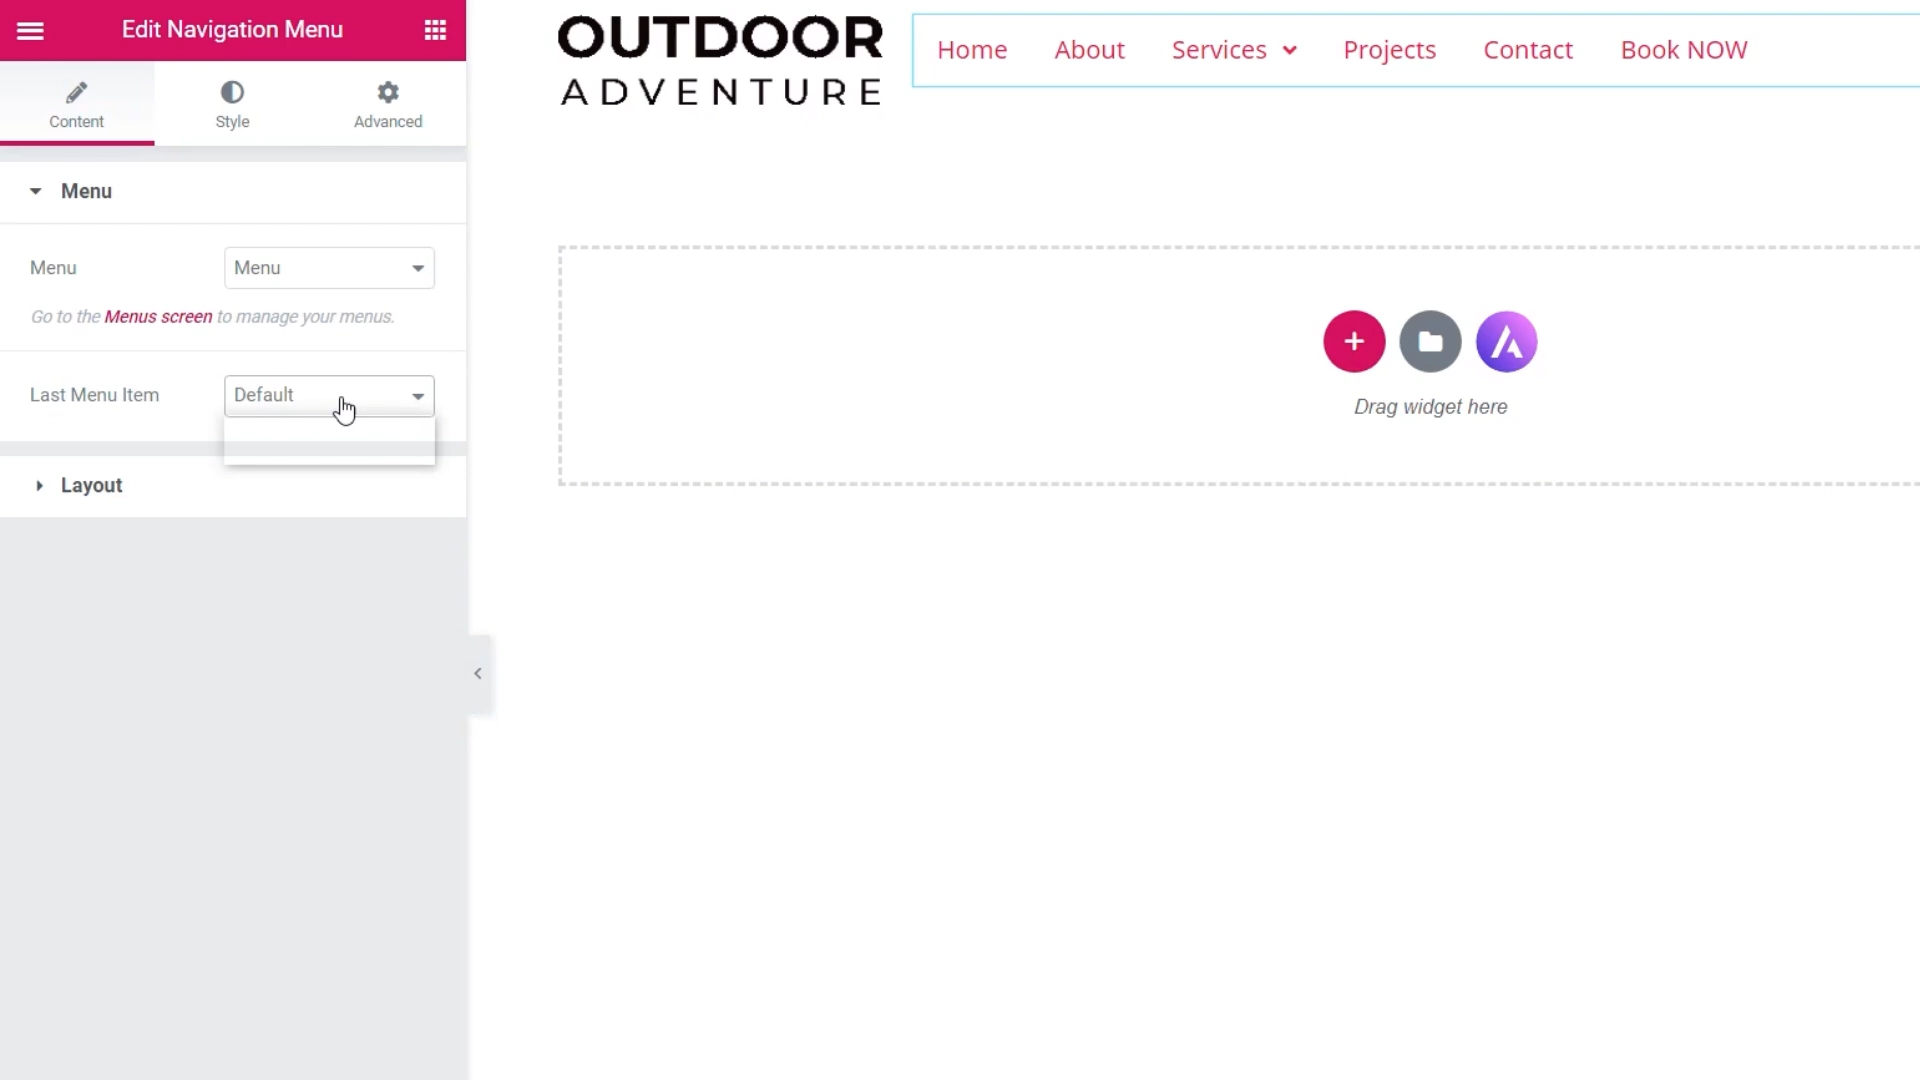 Edit Navigation Menu
Content
Style
Advanced
Menu
Menu
Menu
Go to the Menus screen to manage your menus.
Last Menu Item
Default
Layout
OUTDOOR
ADVENTURE
Home
About
Services
Projects
Contact
Book NOW
Drag widget here